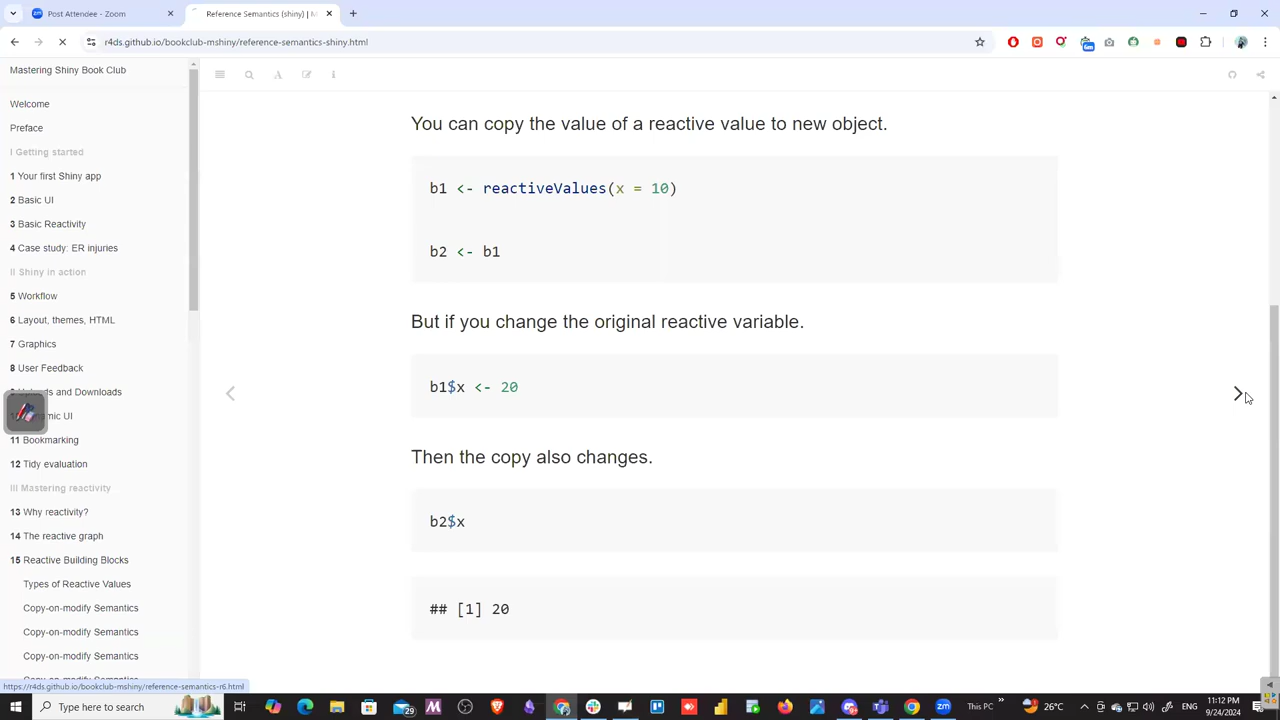 Post Attendee - Zoom
Reference Semantics (shiny) | M
r4ds.github.io/bookclub-mshiny/reference-semantics-shiny.html
6m
Mastering Shiny Book Club
Welcome
Preface
I Getting started
1 Your first Shiny app
2 Basic UI
3 Basic Reactivity
4 Case study: ER injuries
II Shiny in action
5 Workflow
6 Layout, themes, HTML
7 Graphics
8 User Feedback
9 Uploads and Downloads
UI
11 Bookmarking
12 Tidy evaluation
III Mastering reactivity
13 Why reactivity?
14 The reactive graph
15 Reactive Building Blocks
Types of Reactive Values
Copy-on-modify Semantics
Copy-on-modify Semantics
Copy-on-modify Semantics
You can copy the value of a reactive value to new object.
b1 <- reactiveValues(x = 10)
b2 <- b1
But if you change the original reactive variable.
b1$x <- 20
Then the copy also changes.
b2$x
## [1] 20
https://r4ds.github.io/bookclub-mshiny/reference-semantics-r6.html
Type here to search
29
This PC
26°C
11:12 PM
9/24/2024